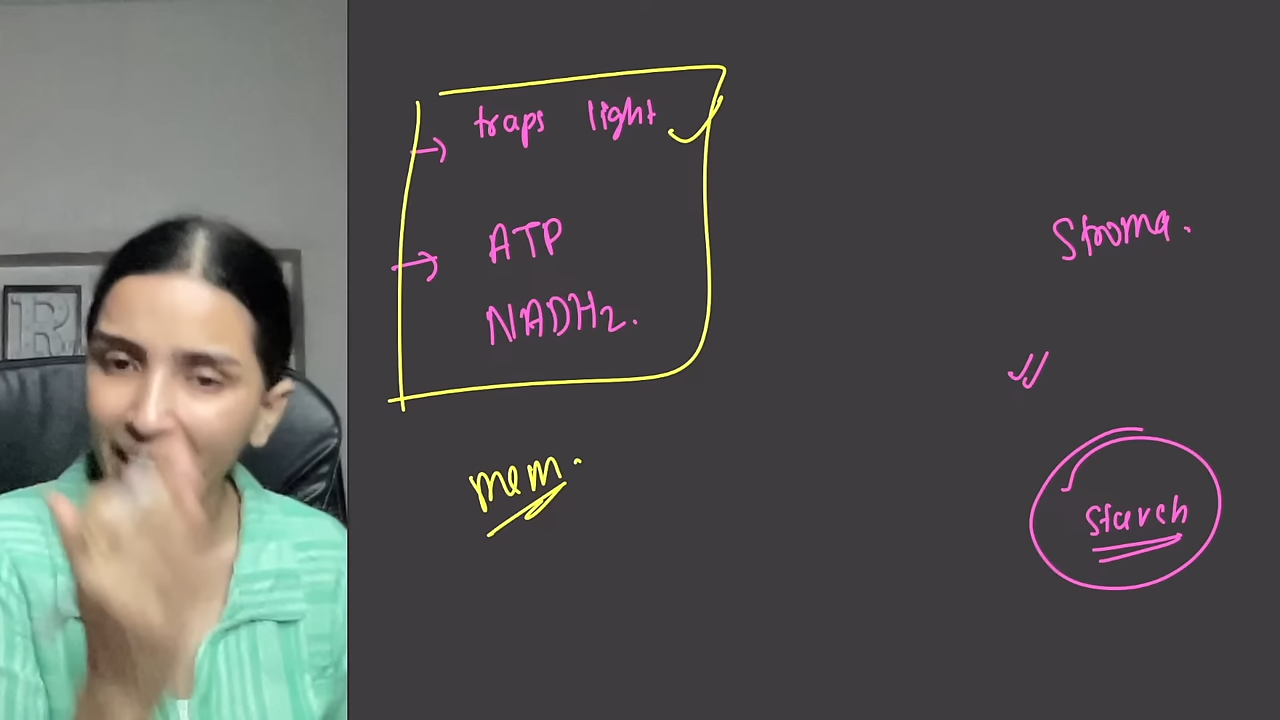 → traps light ✓
→ ATP
NADH2.
mem.
Stroma.
Starch
R